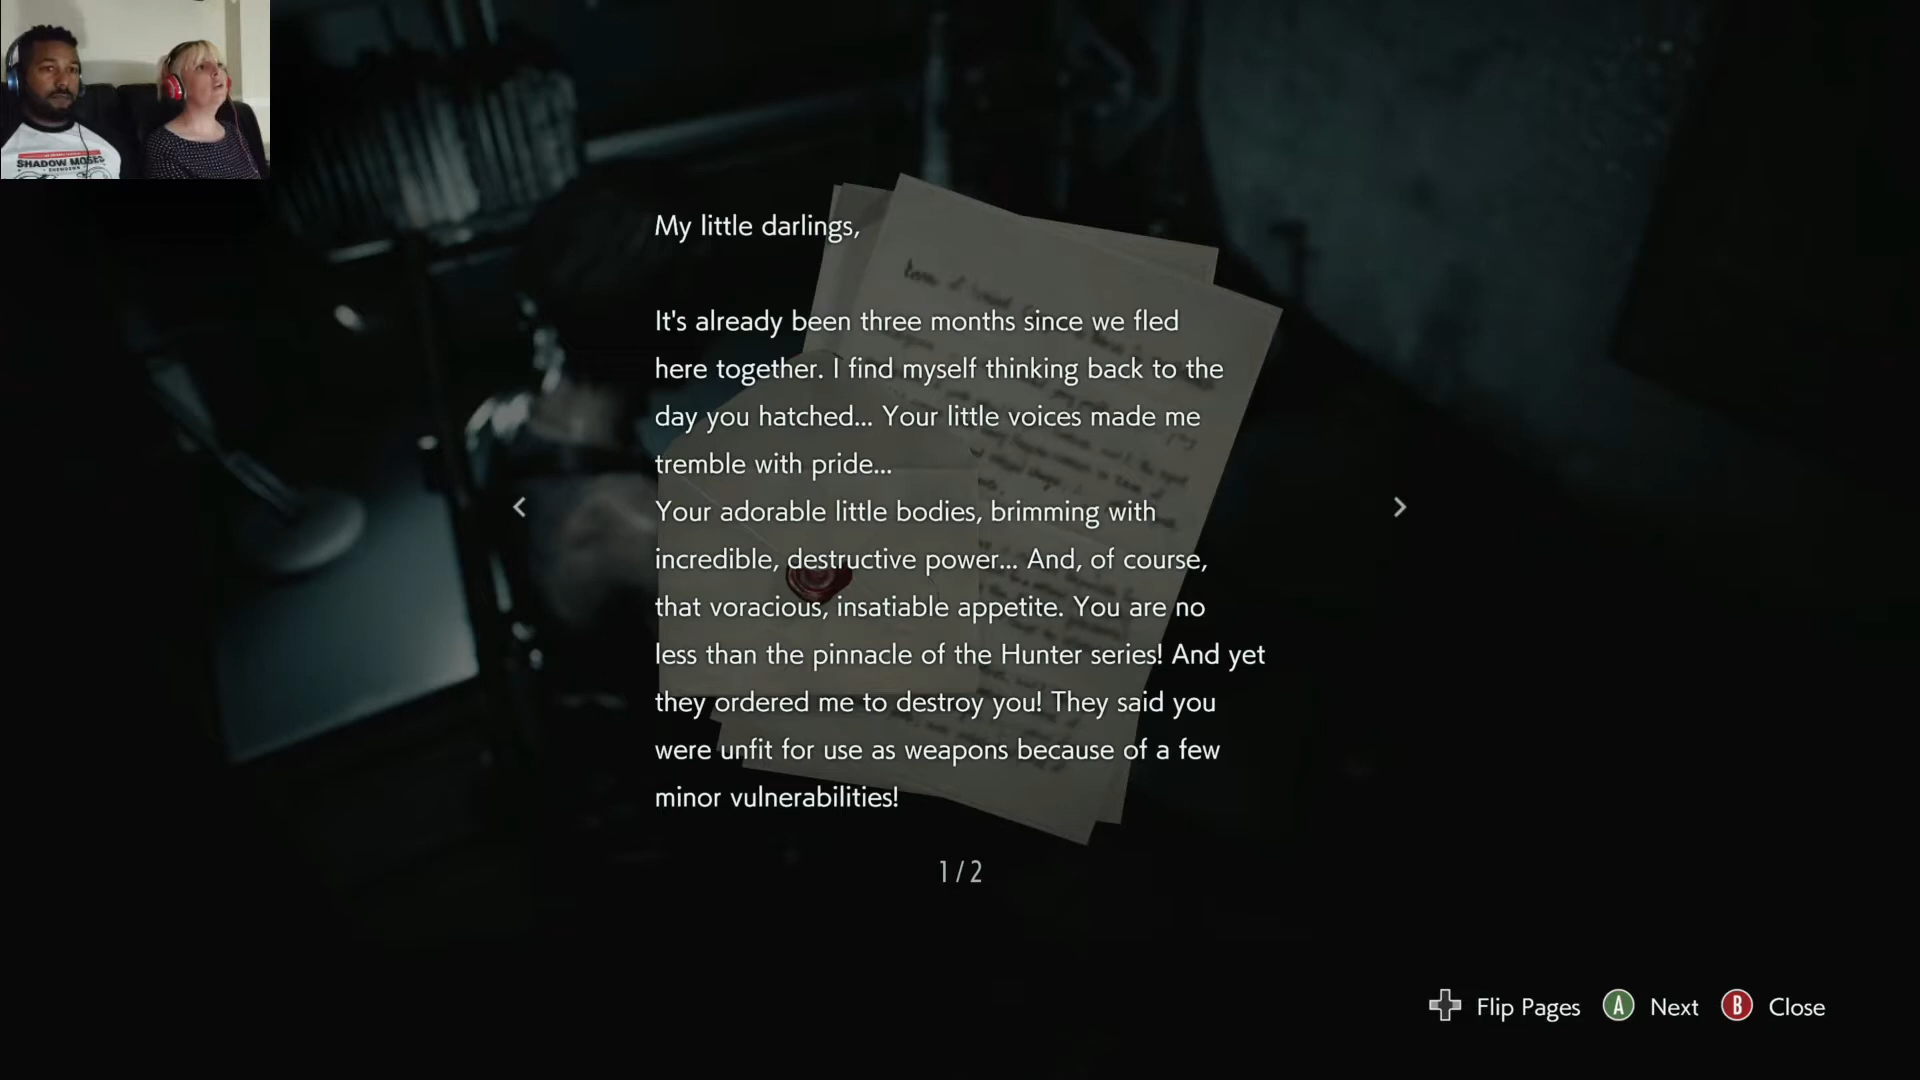 SHADOW MOSES
My little darlings,
It's already been three months since we fled
here together. I find myself thinking back to the
day you hatched... Your little voices made me
tremble with pride...
Your adorable little bodies, brimming with
incredible, destructive power... And, of course,
that voracious, insatiable appetite. You are no
less than the pinnacle of the Hunter series! And yet
they ordered me to destroy you! They said you
were unfit for use as weapons because of a few
minor vulnerabilities!
1 / 2
Flip Pages A Next B Close